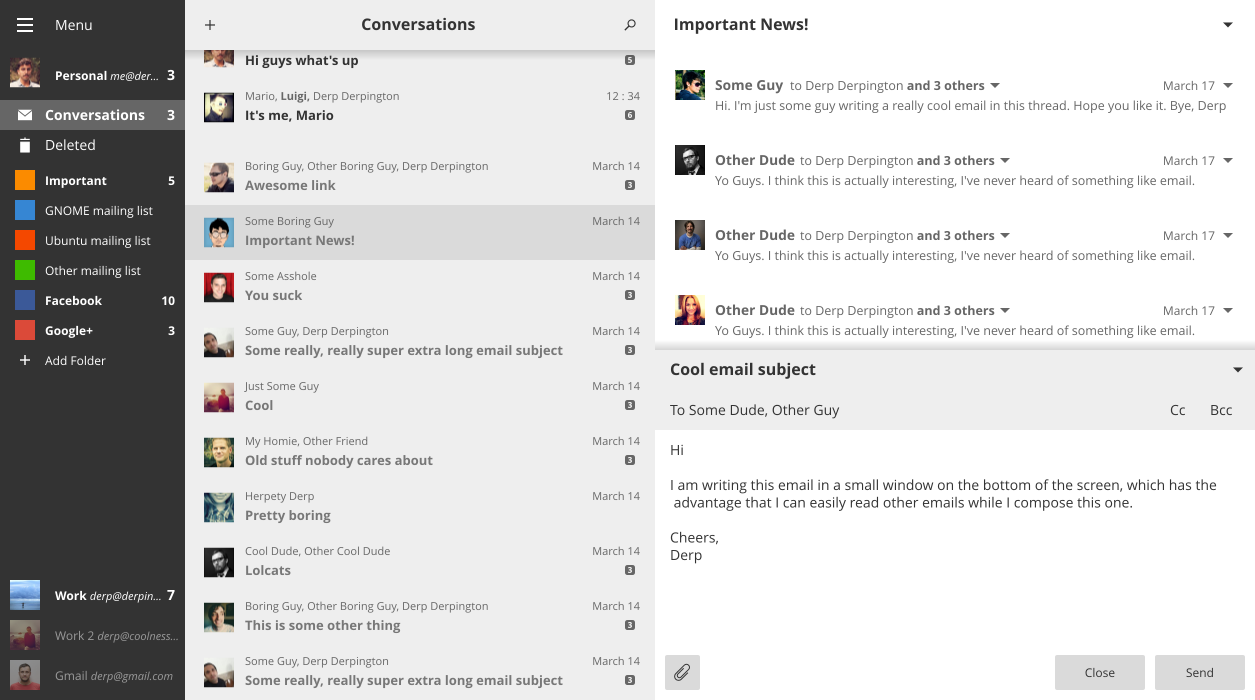 Menu
Personal me@der... 3
Conversations 3
Deleted
Important 5
GNOME mailing list
Ubuntu mailing list
Other mailing list
Facebook 10
Google+ 3
Add Folder
Work derp@derpin... 7
Work 2 derp@coolness...
Gmail derp@gmail.com
Conversations
Hi guys what's up 5
Mario, Luigi, Derp Derpington 12 : 34
It's me, Mario 6
Boring Guy, Other Boring Guy, Derp Derpington March 14
Awesome link 3
Some Boring Guy March 14
Important News!
Some Asshole March 14
You suck 3
Some Guy, Derp Derpington March 14
Some really, really super extra long email subject 3
Just Some Guy March 14
Cool 3
My Homie, Other Friend March 14
Old stuff nobody cares about 3
Herpety Derp March 14
Pretty boring
Cool Dude, Other Cool Dude March 14
Lolcats 3
Boring Guy, Other Boring Guy, Derp Derpington March 14
This is some other thing 3
Some Guy, Derp Derpington March 14
Some really, really super extra long email subject 3
Important News!
Some Guy to Derp Derpington and 3 others March 17
Hi. I'm just some guy writing a really cool email in this thread. Hope you like it. Bye, Derp
Other Dude to Derp Derpington and 3 others March 17
Yo Guys. I think this is actually interesting, I've never heard of something like email.
Other Dude to Derp Derpington and 3 others March 17
Yo Guys. I think this is actually interesting, I've never heard of something like email.
Other Dude to Derp Derpington and 3 others March 17
Yo Guys. I think this is actually interesting, I've never heard of something like email.
Cool email subject
To Some Dude, Other Guy Cc Bcc
Hi
I am writing this email in a small window on the bottom of the screen, which has the
advantage that I can easily read other emails while I compose this one.
Cheers,
Derp
Close Send